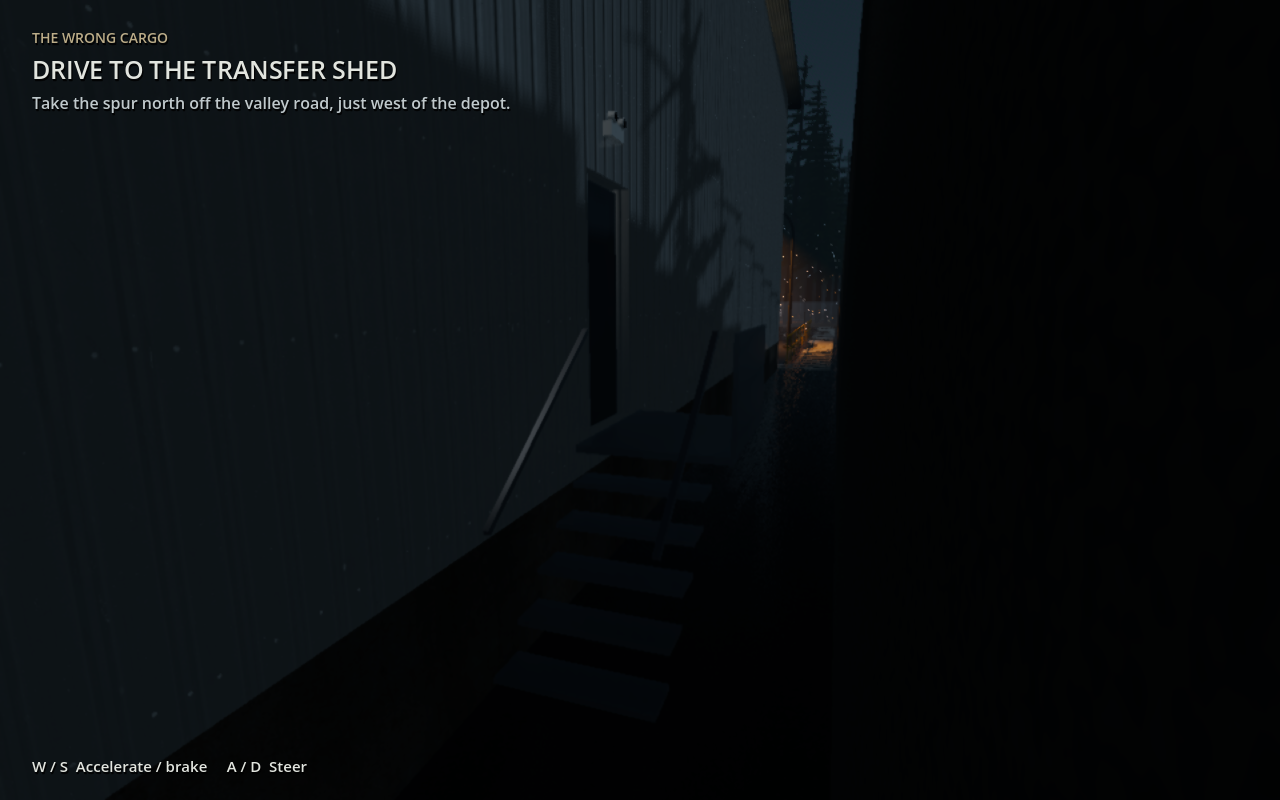 THE WRONG CARGO
DRIVE TO THE TRANSFER SHED
Take the spur north off the valley road, just west of the depot.
W / S Accelerate / brake A / D Steer